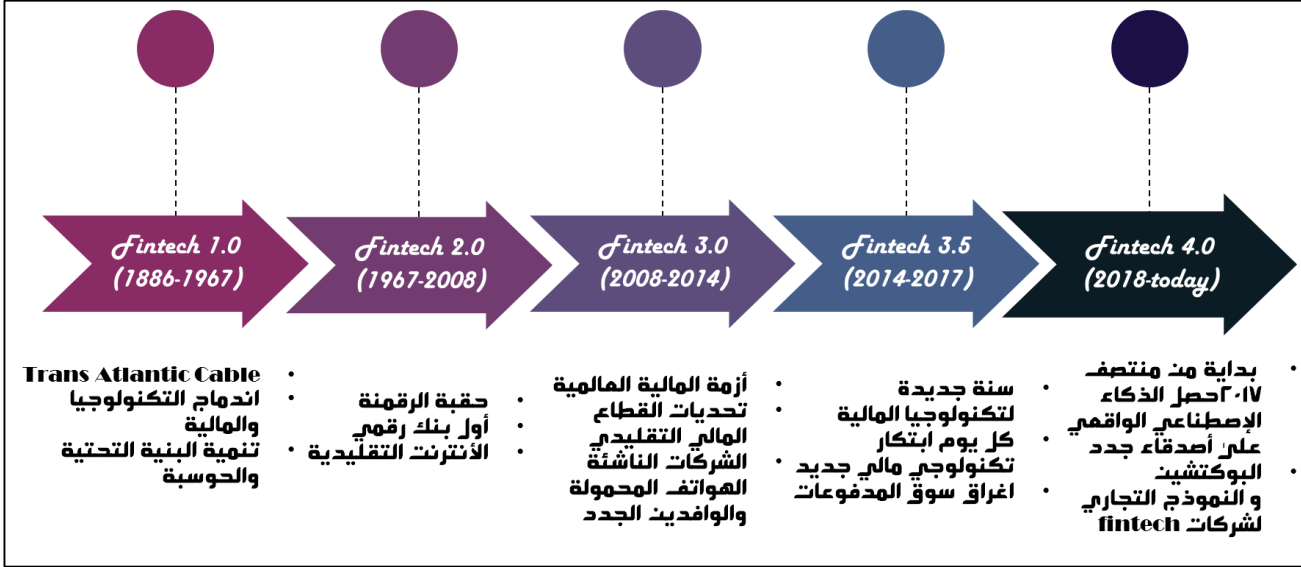 Fintech 1.0
(1886-1967)
Fintech 2.0
(1967-2008)
Fintech 3.0
(2008-2014)
Fintech 3.5
(2014-2017)
Fintech 4.0
(2018-today)
• Trans Atlantic Cable
• اندماج التكنولوجيا
والمالية
• تنمية البنية التحتية
والحوسبة
• حقبة الرقمنة
• أول بنك رقمي
• الأنترنت التقليدية
• أزمة المالية العالمية
• تحديات القطاع
المالي التقليدي
• الشركات الناشئة
الهواتف المحمولة
والوافدين الجدد
• سنة جديدة
لتكنولوجيا المالية
• كل يوم ابتكار
تكنولوجي مالي جديد
• اغراق سوق المدفوعات
• بداية من منتصف
٢٠١٧حصل الذكاء
الإصطناعي الواقعي
على أصدقاء جدد
• البوكتشين
و النموذج التجاري
لشركات fintech